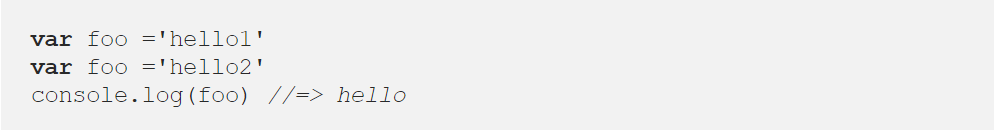 var foo ='hello1'
var foo ='hello2'
console.log(foo) //=> hello